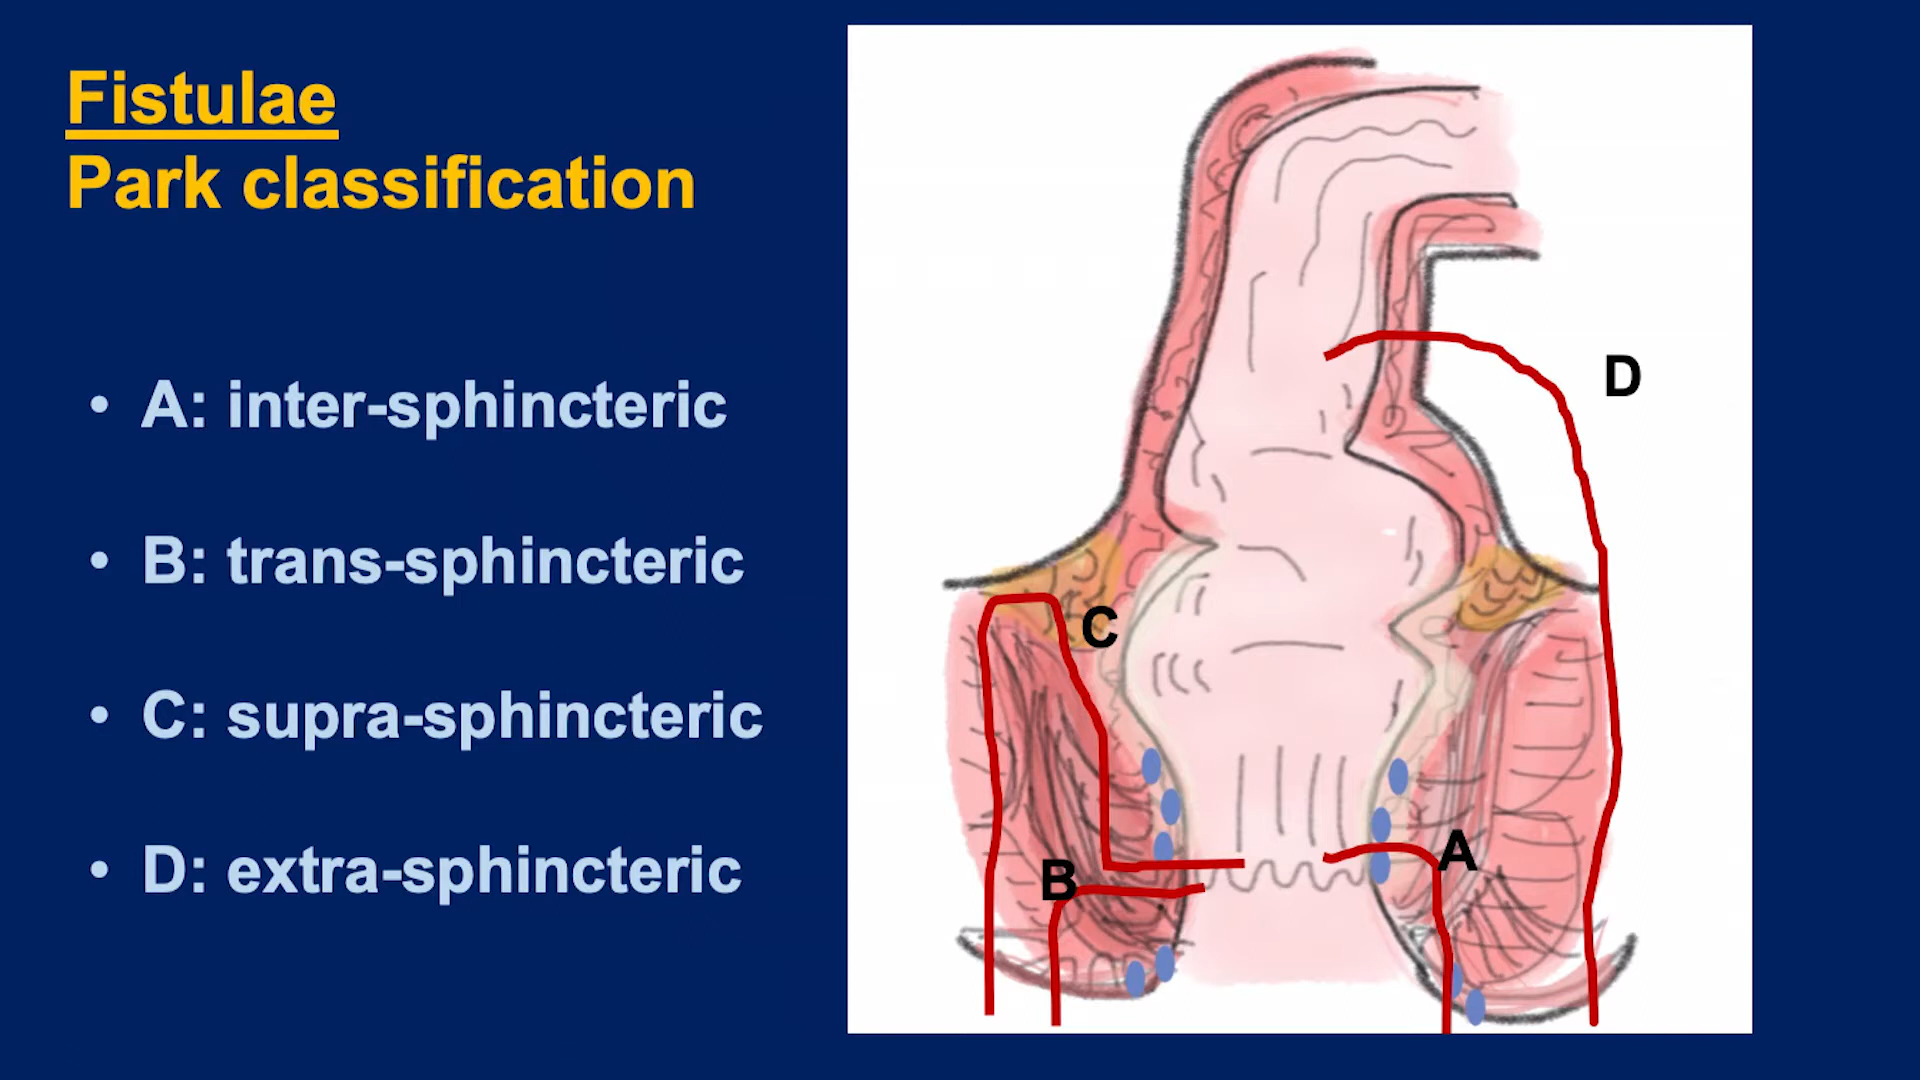 Fistulae
Park classification
• A: inter-sphincteric
• B: trans-sphincteric
• C: supra-sphincteric
• D: extra-sphincteric
D
C
A
B